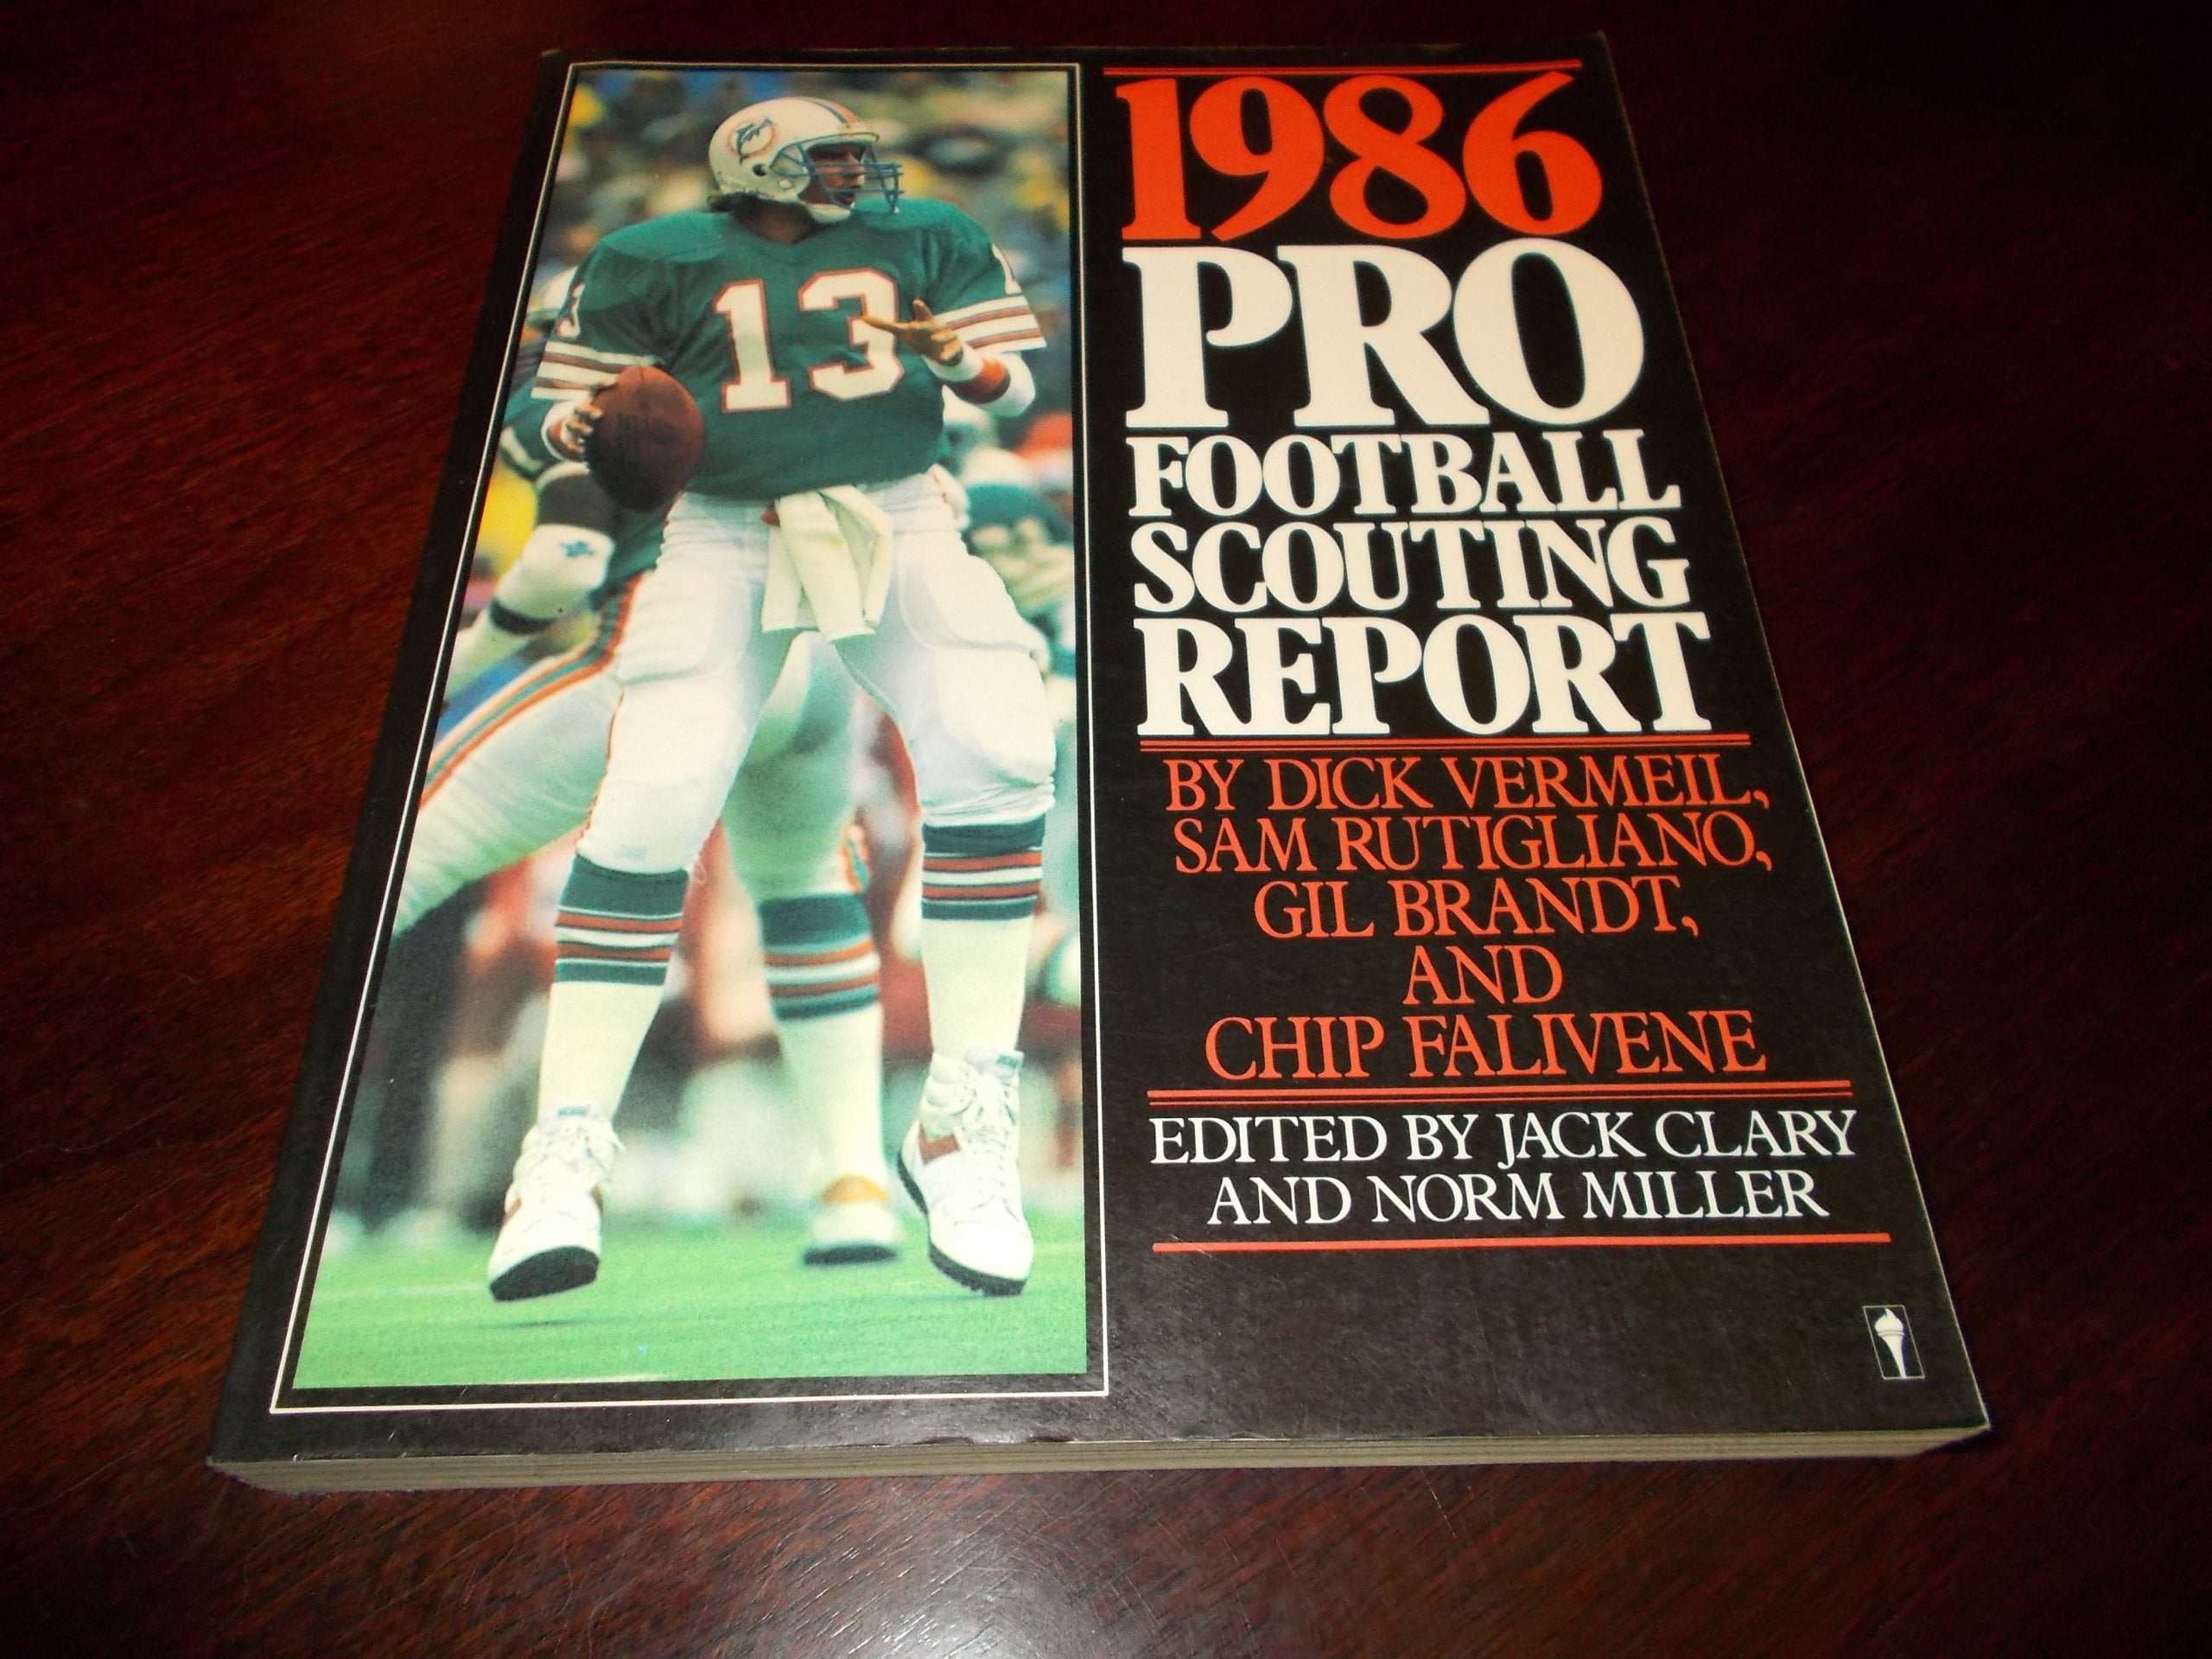 1986
PRO
FOOTBALL
SCOUTING
REPORT
BY DICK VERMEIL,
SAM RUTIGLIANO,
GIL BRANDT,
AND
CHIP FALIVENE
EDITED BY JACK CLARY
AND NORM MILLER
13